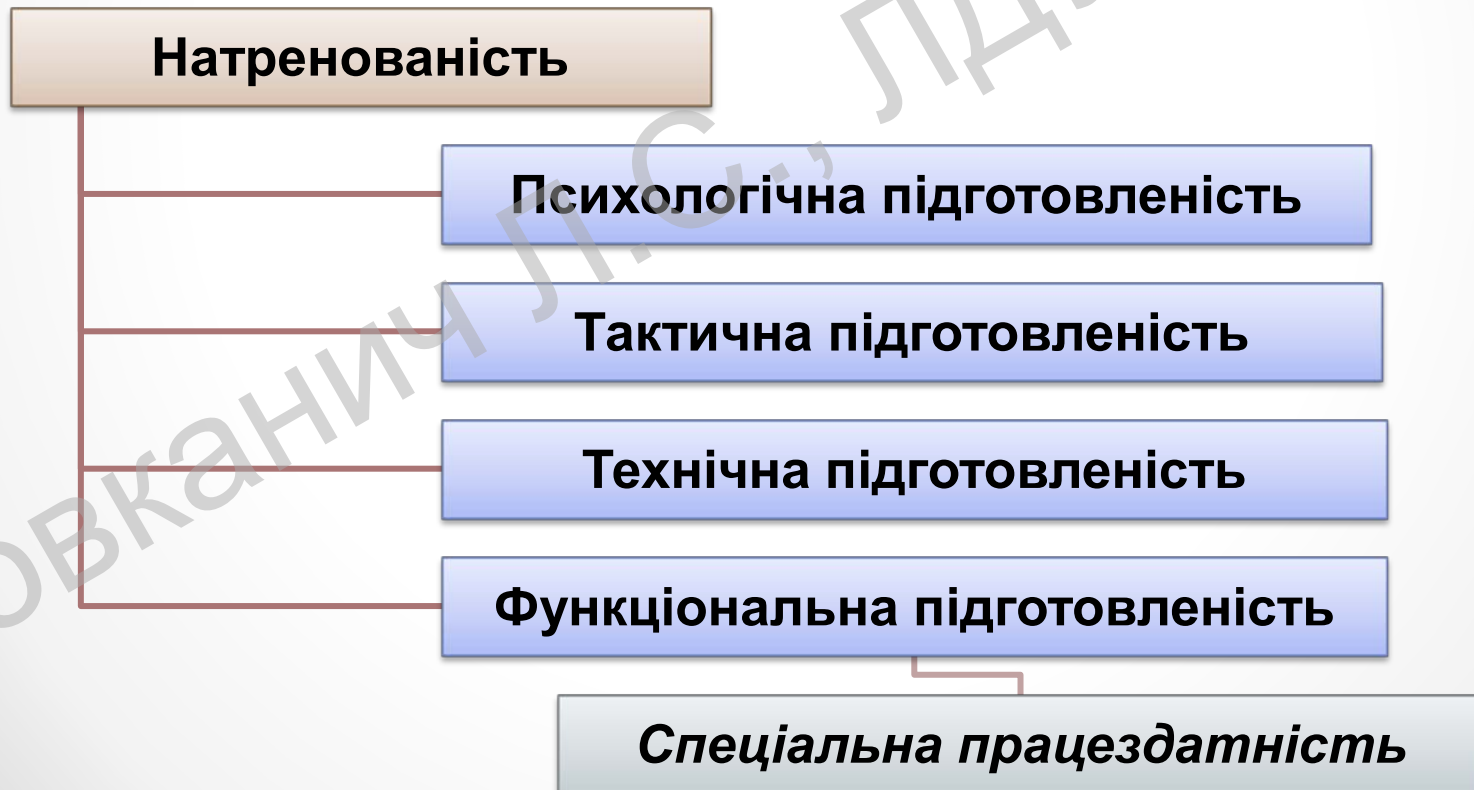 Натренованість
Психологічна підготовленість
Тактична підготовленість
Технічна підготовленість
Функціональна підготовленість
Спеціальна працездатність
Л.С.,